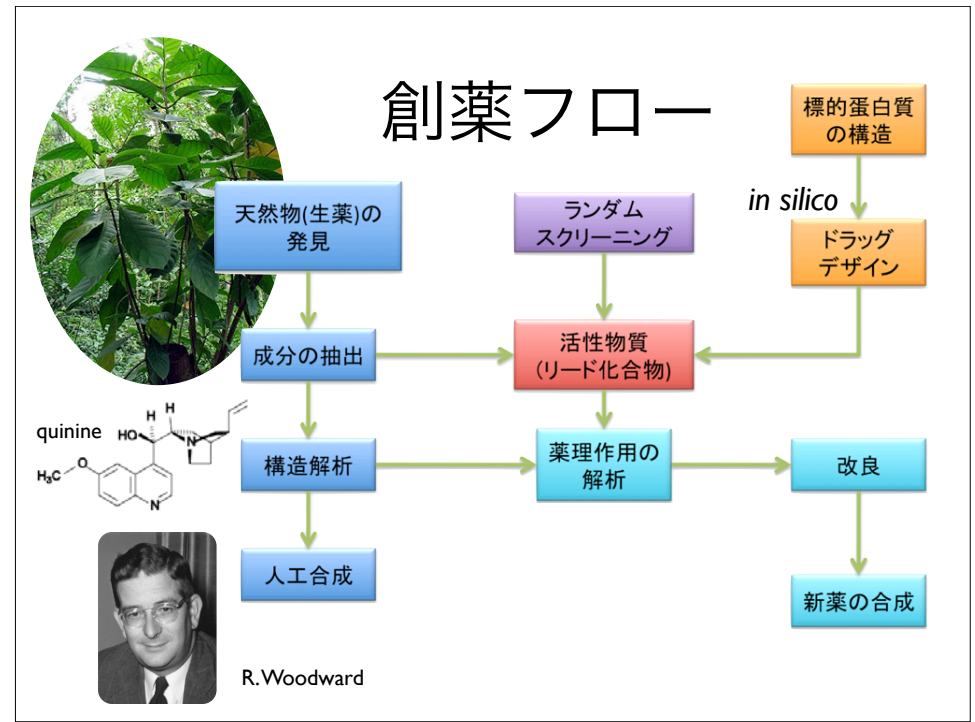 創薬フロー
標的蛋白質
の構造
in silico
天然物(生薬)の
発見
ランダム
スクリーニング
ドラッグ
デザイン
成分の抽出
活性物質
(リード化合物)
quinine
H
H
HO
N
O
H₃C
N
構造解析
薬理作用の
解析
改良
人工合成
新薬の合成
R. Woodward